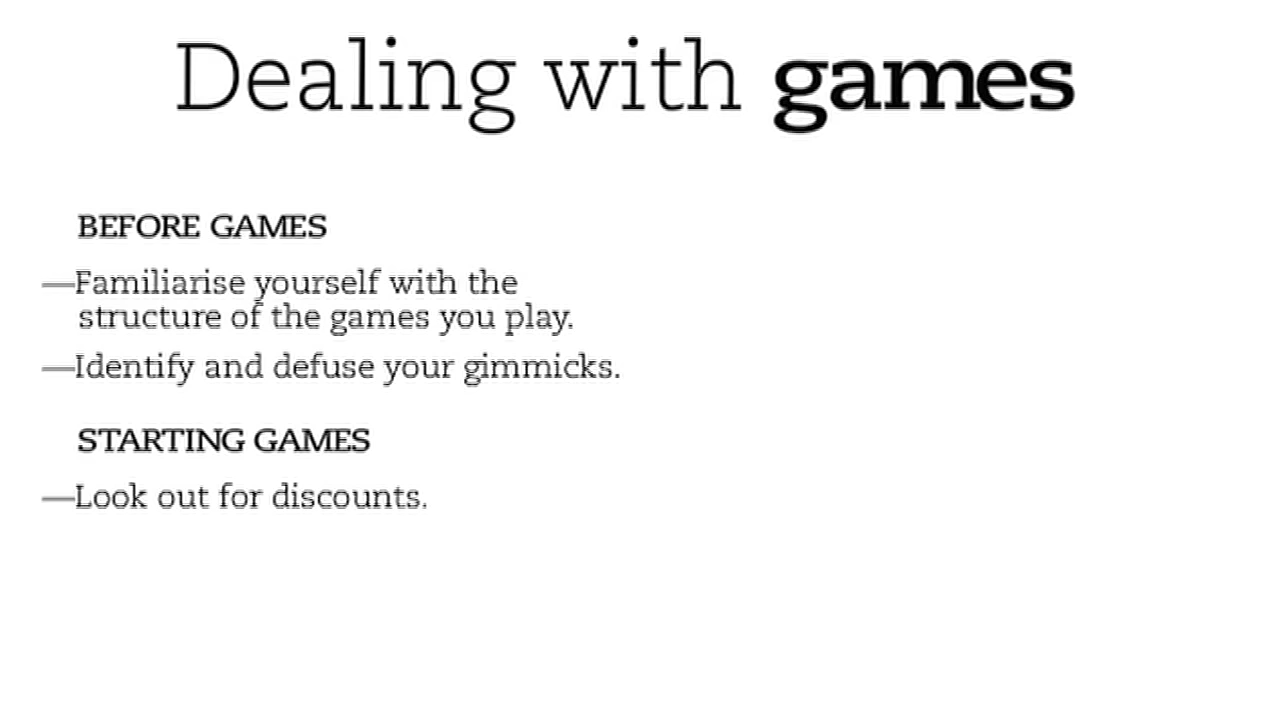 Dealing with games
BEFORE GAMES
—Familiarise yourself with the
structure of the games you play.
—Identify and defuse your gimmicks.
STARTING GAMES
—Look out for discounts.